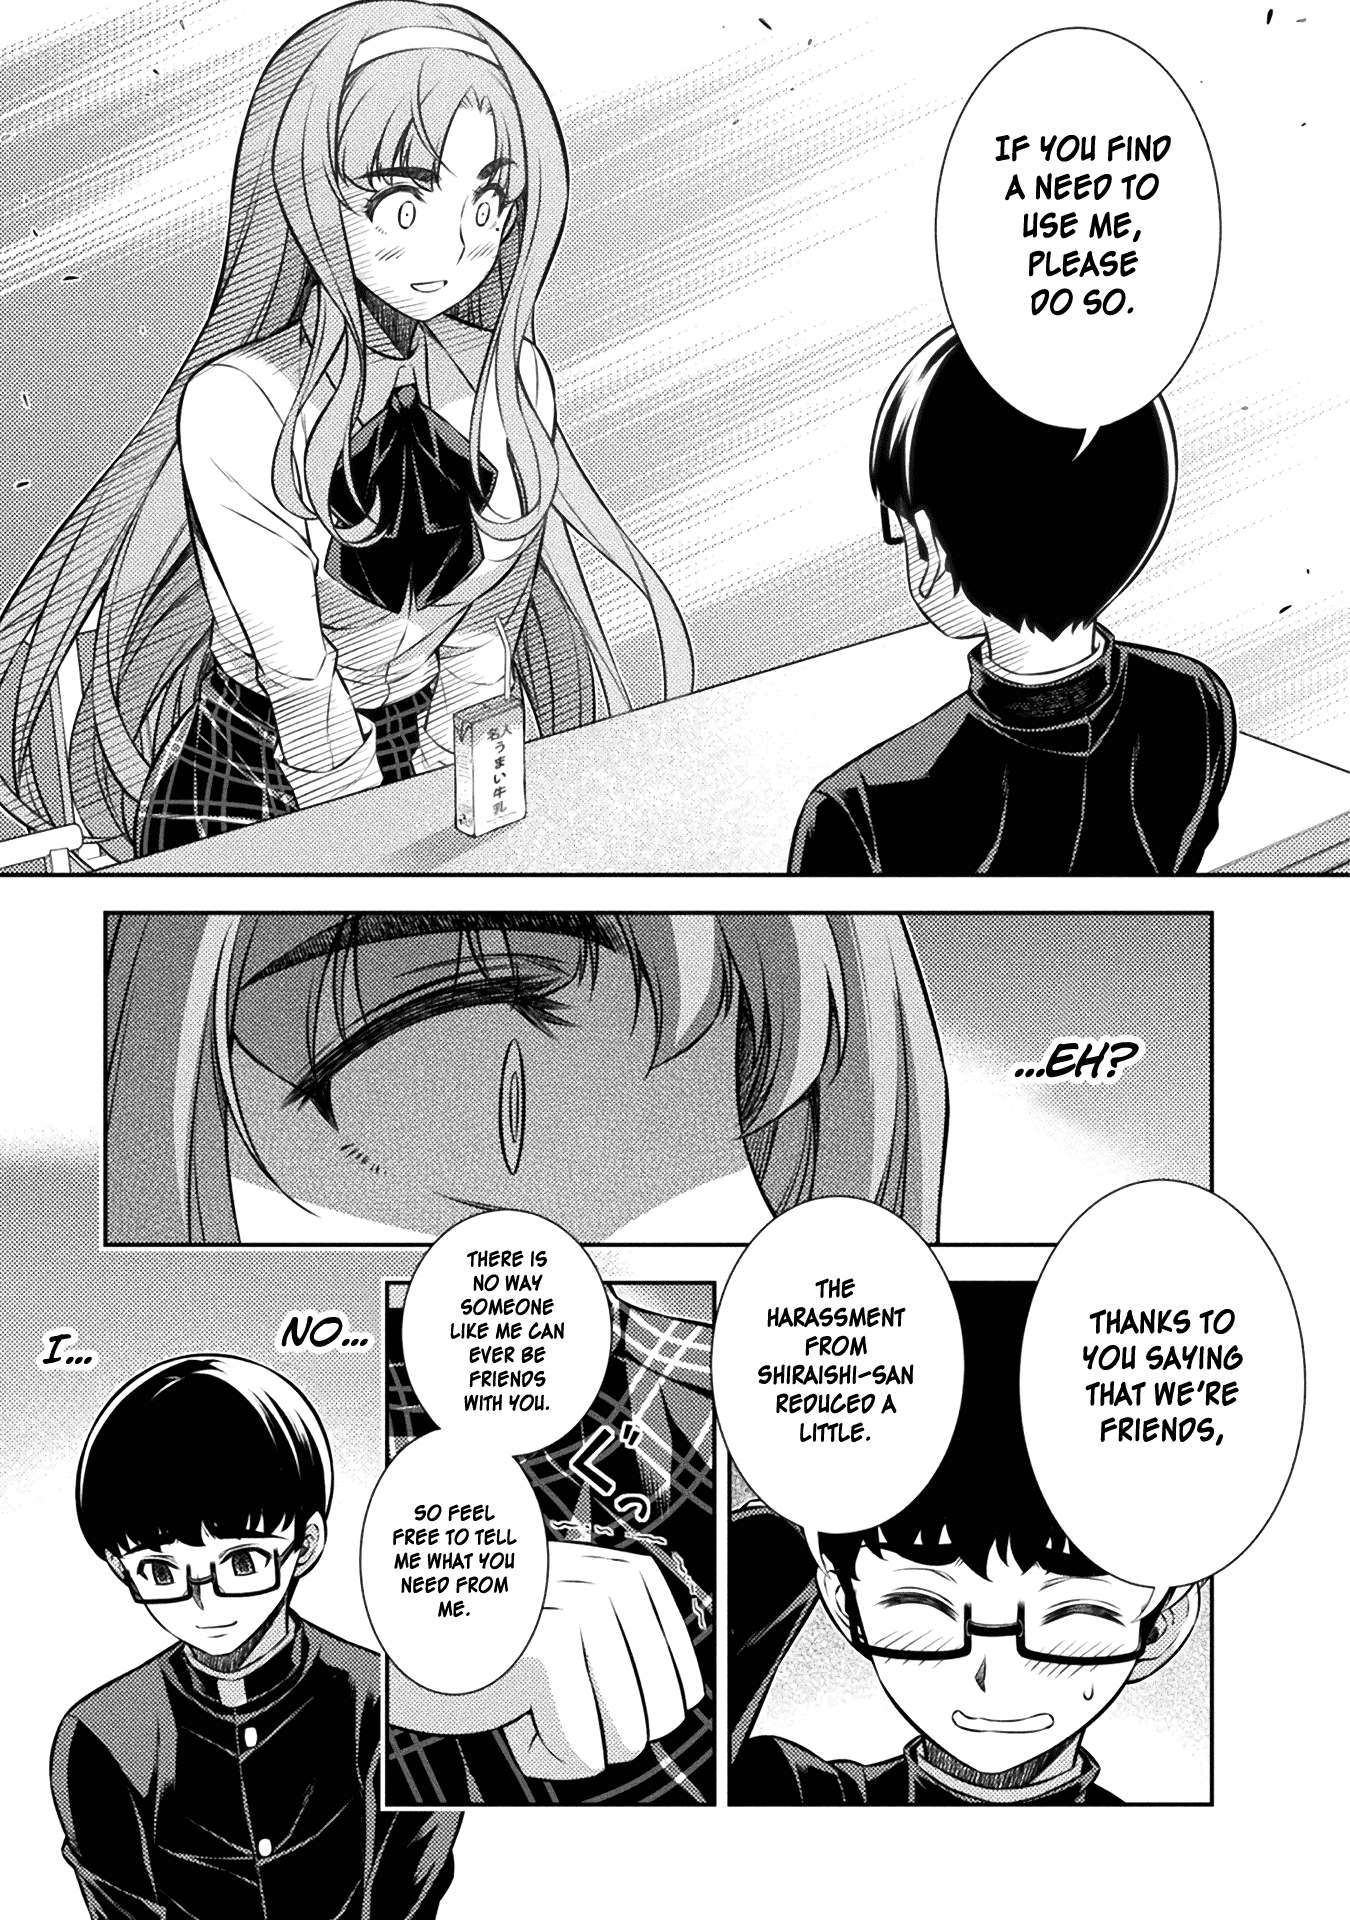 IF YOU FIND
A NEED TO
USE ME,
PLEASE
DO SO.
名人
うまい牛乳
...EH?
THANKS TO
YOU SAYING
THAT WE'RE
FRIENDS,
THE
HARASSMENT
FROM
SHIRAISHI-SAN
REDUCED A
LITTLE.
THERE IS
NO WAY
SOMEONE
LIKE ME CAN
EVER BE
FRIENDS
WITH YOU.
SO FEEL
FREE TO TELL
ME WHAT YOU
NEED FROM
ME.
ぐっ
NO...
I...